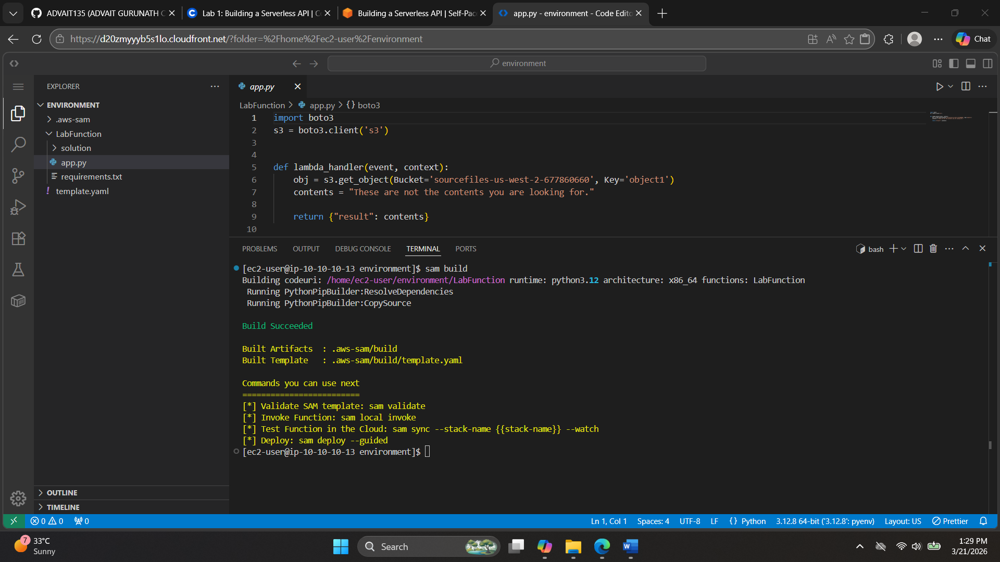 ADVAIT135 (ADVAIT GURUNATH C
Lab 1: Building a Serverless API | C
Building a Serverless API | Self-Pac
app.py - environment - Code Edito
https://d20zmyyyb5s1lo.cloudfront.net/?folder=%2Fhome%2Fec2-user%2Fenvironment
Chat
environment
EXPLORER
app.py
ENVIRONMENT
.aws-sam
LabFunction
solution
app.py
requirements.txt
template.yaml
LabFunction > app.py > {} boto3
1 import boto3
2 s3 = boto3.client('s3')
3
4
5 def lambda_handler(event, context):
6 obj = s3.get_object(Bucket='sourcefiles-us-west-2-677860660', Key='object1')
7 contents = "These are not the contents you are looking for."
8
9 return {"result": contents}
10
PROBLEMS OUTPUT DEBUG CONSOLE TERMINAL PORTS
bash
[ec2-user@ip-10-10-10-13 environment]$ sam build
Building codeuri: /home/ec2-user/environment/LabFunction runtime: python3.12 architecture: x86_64 functions: LabFunction
Running PythonPipBuilder:ResolveDependencies
Running PythonPipBuilder:CopySource
Build Succeeded
Built Artifacts : .aws-sam/build
Built Template : .aws-sam/build/template.yaml
Commands you can use next
=========================
[*] Validate SAM template: sam validate
[*] Invoke Function: sam local invoke
[*] Test Function in the Cloud: sam sync --stack-name {{stack-name}} --watch
[*] Deploy: sam deploy --guided
[ec2-user@ip-10-10-10-13 environment]$
OUTLINE
TIMELINE
0 0 0
Ln 1, Col 1 Spaces: 4 UTF-8 LF {} Python 3.12.8 64-bit ('3.12.8': pyenv) Layout: US Prettier
7
33°C
Sunny
Search
1:29 PM
3/21/2026